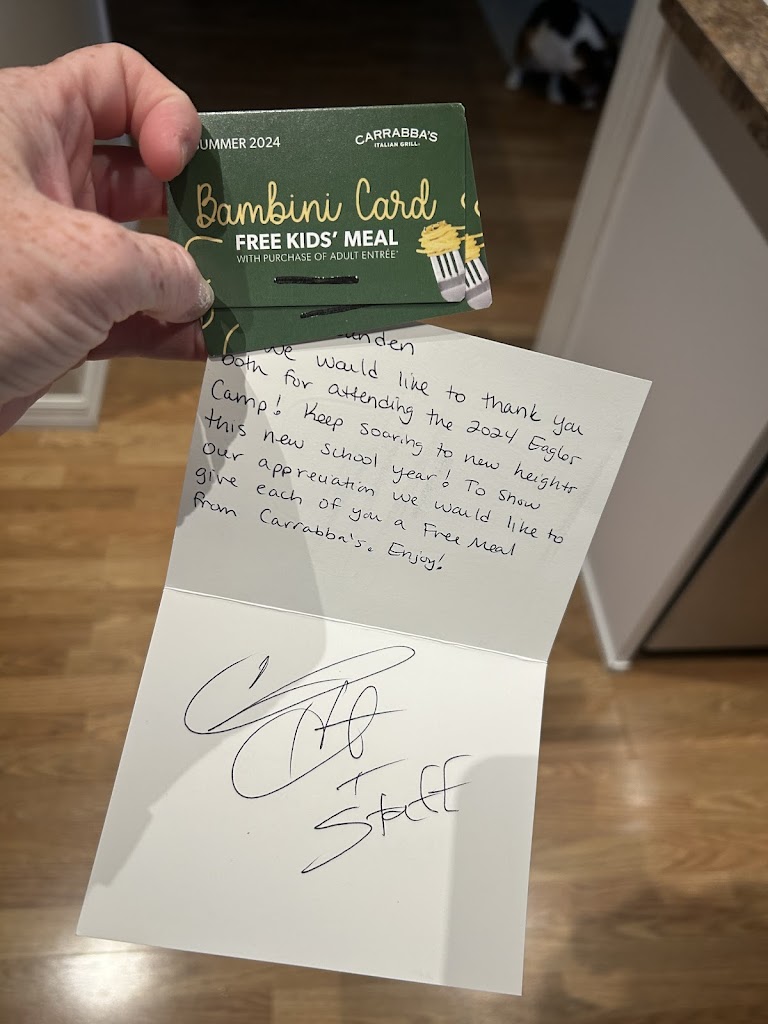 SUMMER 2024
CARRABBA'S
ITALIAN GRILL
Bambini Card
FREE KIDS' MEAL
WITH PURCHASE OF ADULT ENTRÉE*
We would like to thank you
both for attending the 2024 Eagles
Camp! Keep soaring to new heights
this new school year! To show
our appreciation we would like to
give each of you a Free Meal
from Carrabba's. Enjoy!
+
Staff